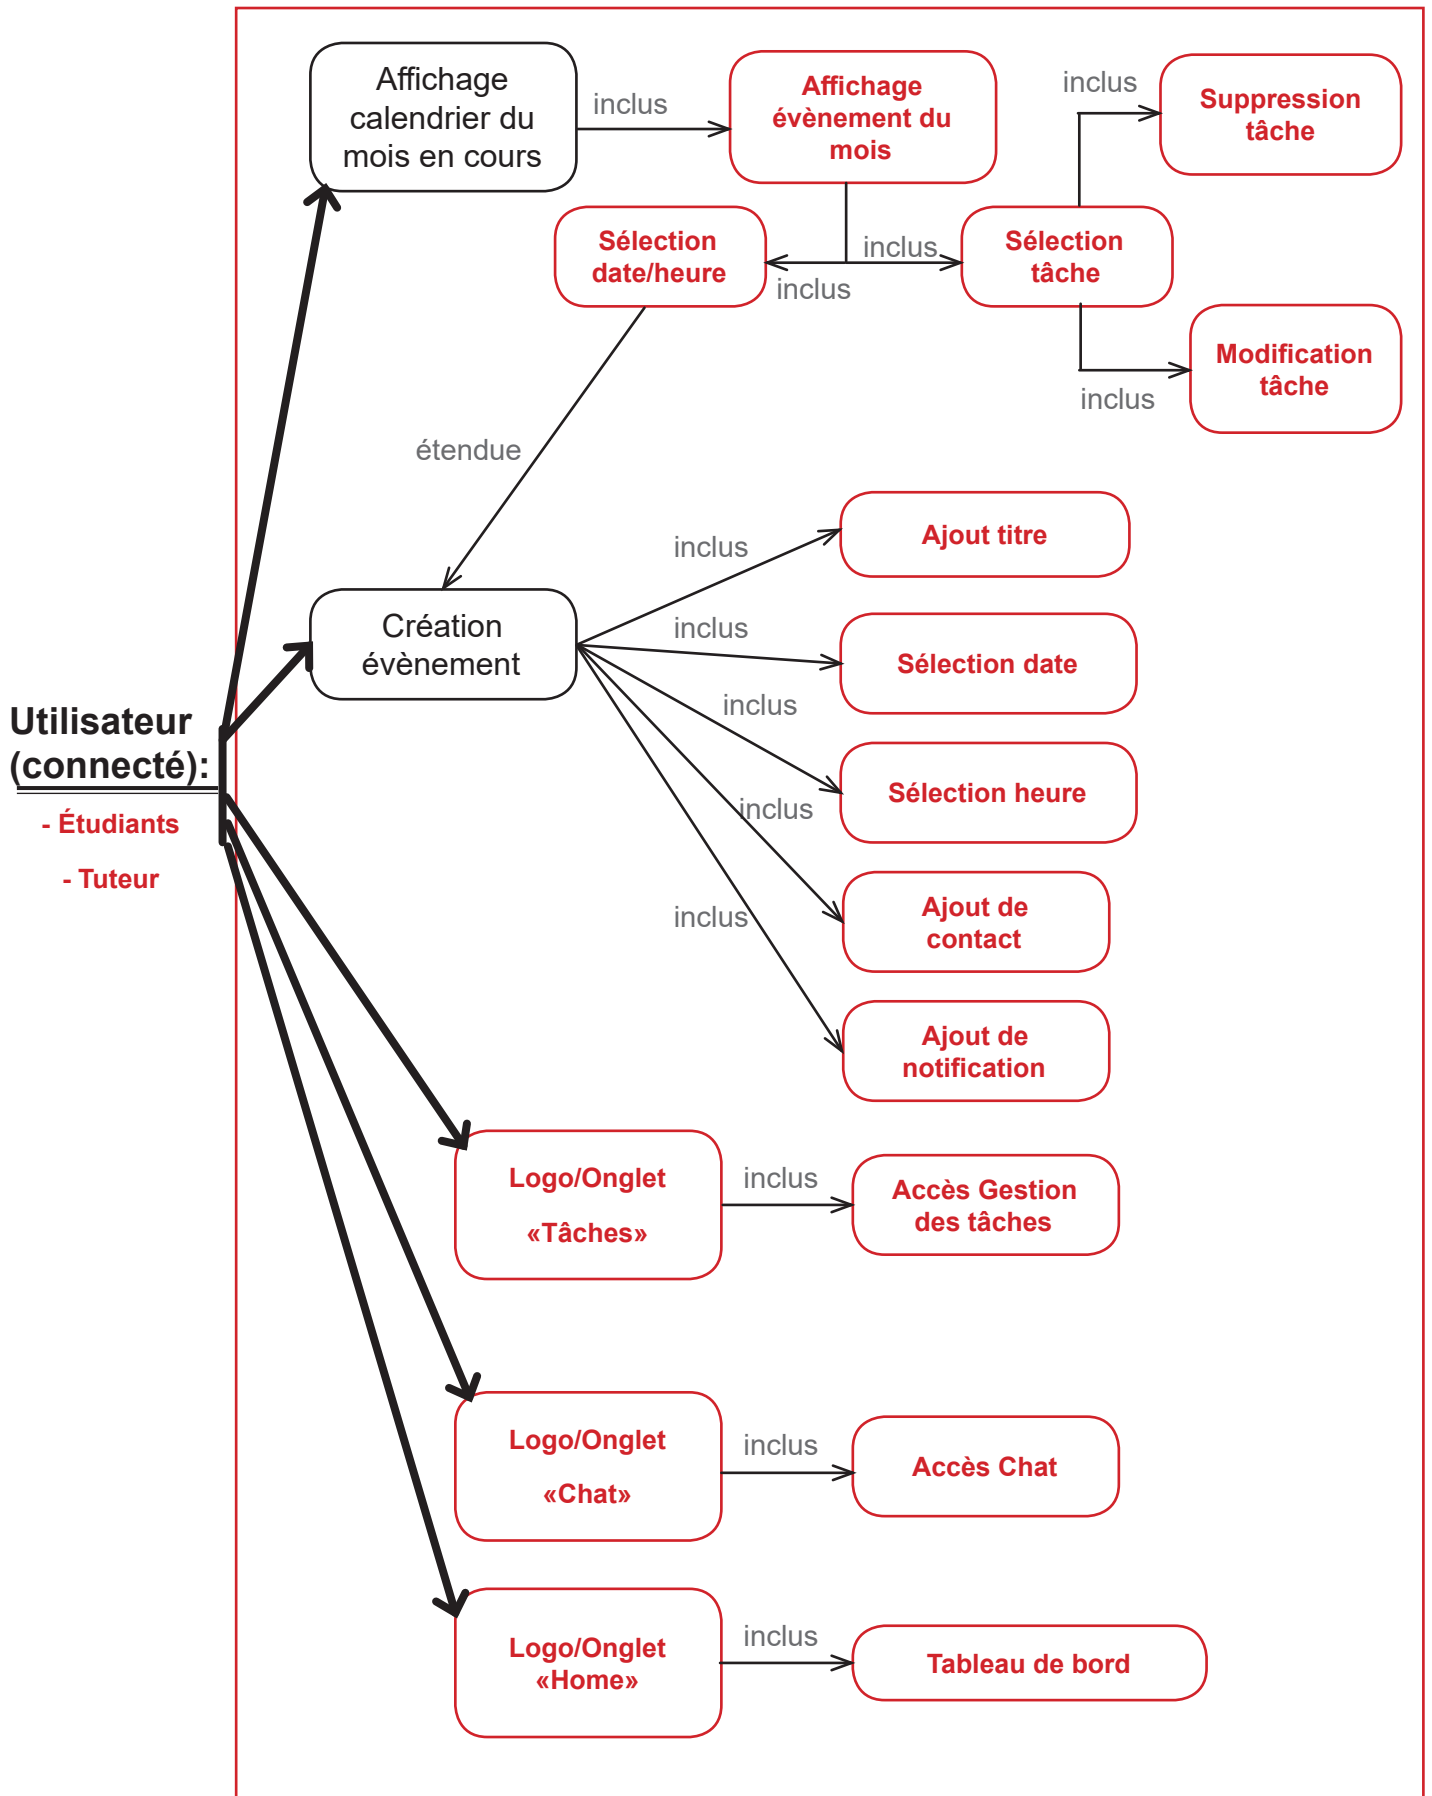 Affichage
calendrier du
mois en cours
inclus
Affichage
évènement du
mois
inclus
Suppression
tâche
Sélection
date/heure
inclus
inclus
Sélection
tâche
Modification
tâche
inclus
étendue
Création
évènement
inclus
Ajout titre
inclus
Sélection date
inclus
Sélection heure
inclus
Ajout de
contact
inclus
Ajout de
notification
Utilisateur
(connecté):
- Étudiants
- Tuteur
Logo/Onglet
«Tâches»
inclus
Accès Gestion
des tâches
Logo/Onglet
«Chat»
inclus
Accès Chat
Logo/Onglet
«Home»
inclus
Tableau de bord